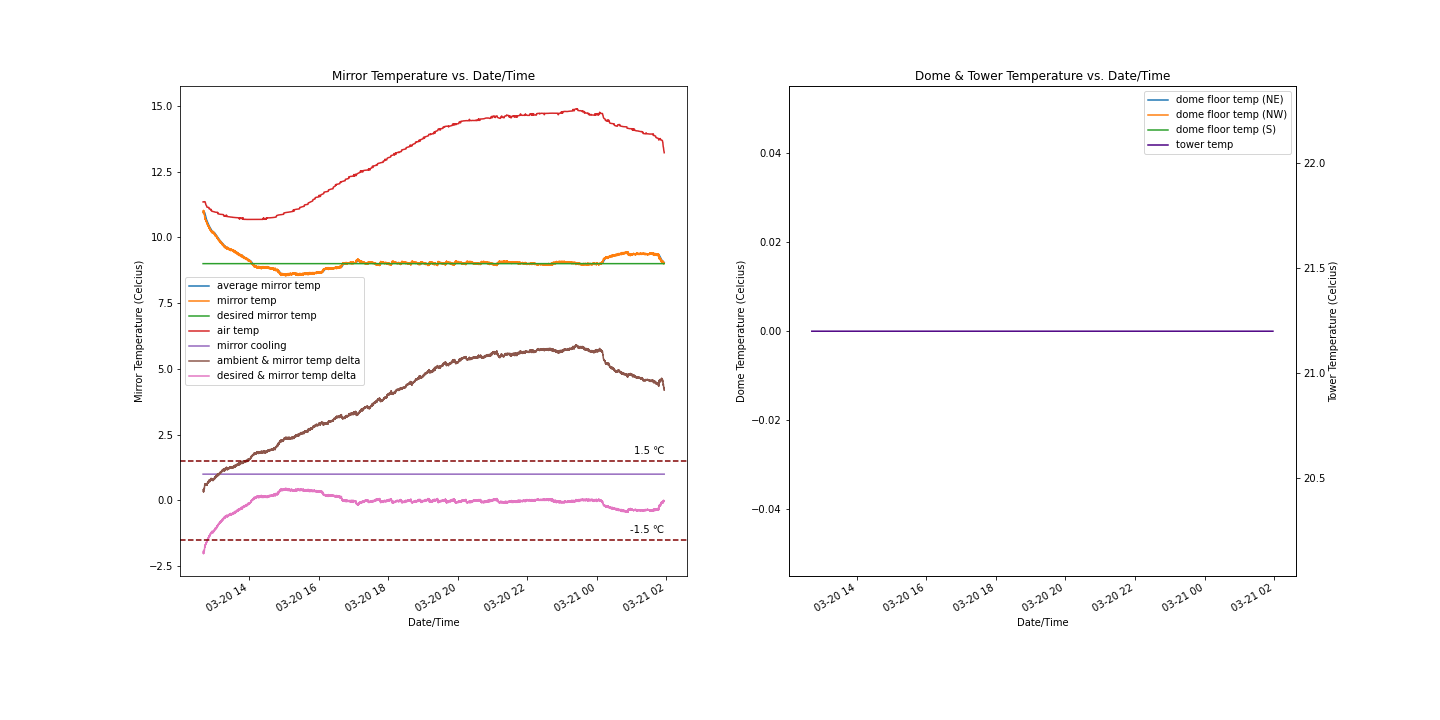 Mirror Temperature vs. Date/Time
15.0
12.5
10.0
7.5
5.0
2.5
0.0
−2.5
Mirror Temperature (Celcius)
average mirror temp
mirror temp
desired mirror temp
air temp
mirror cooling
ambient & mirror temp delta
desired & mirror temp delta
1.5 °C
-1.5 °C
03-20 14
03-20 16
03-20 18
03-20 20
03-20 22
03-21 00
03-21 02
Date/Time
Dome & Tower Temperature vs. Date/Time
0.04
0.02
0.00
−0.02
−0.04
Dome Temperature (Celcius)
dome floor temp (NE)
dome floor temp (NW)
dome floor temp (S)
tower temp
22.0
21.5
21.0
20.5
Tower Temperature (Celcius)
03-20 14
03-20 16
03-20 18
03-20 20
03-20 22
03-21 00
03-21 02
Date/Time